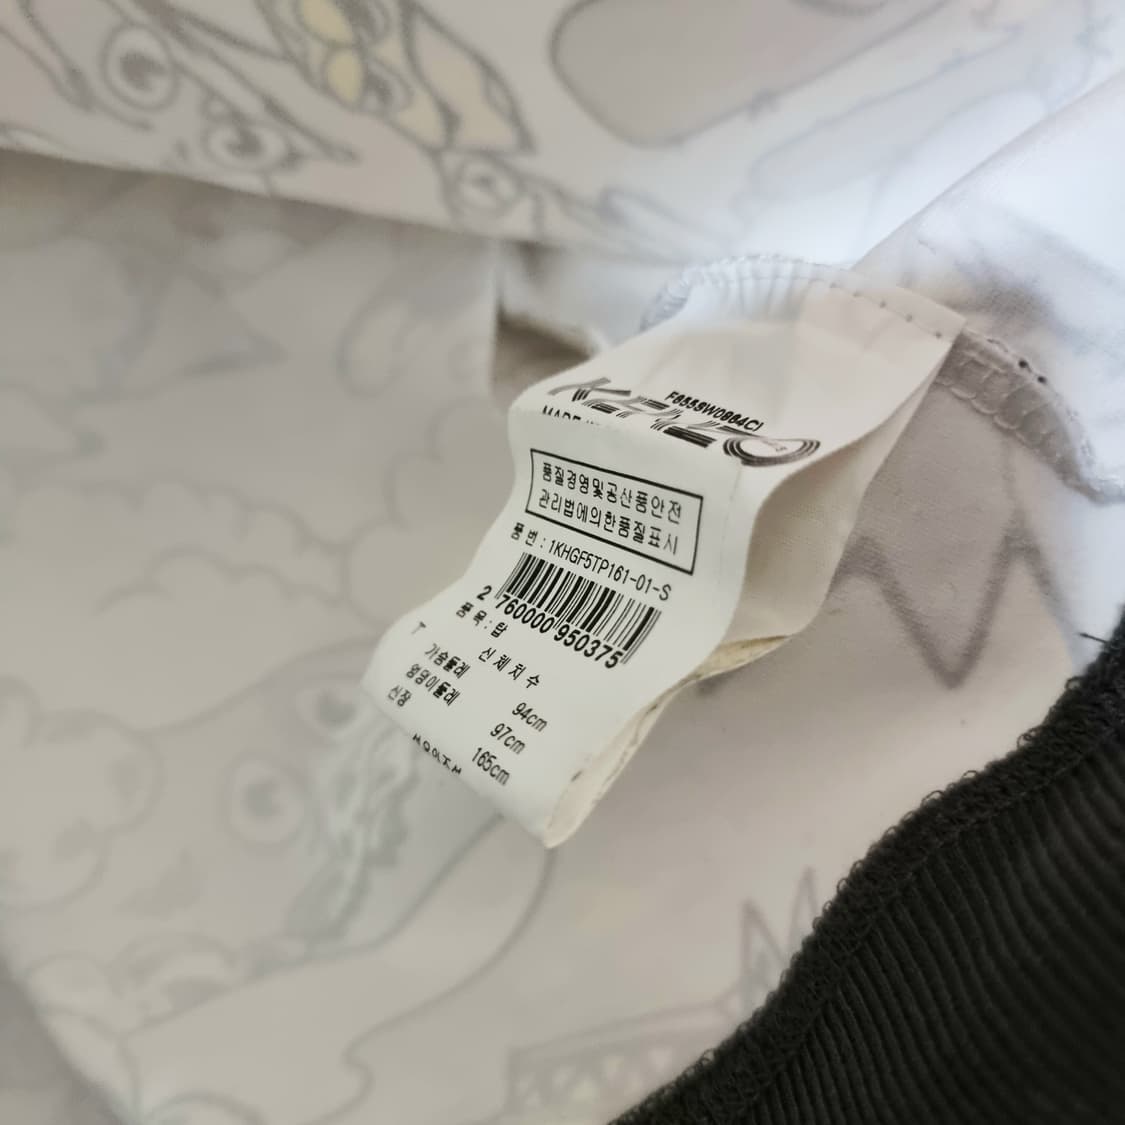 KENZO
F655SW0884CI
품질경영및공산품안전
관리법에의한품질표시
품 번 : 1KHGF5TP161-01-S
2 760000 950375
품 목 : 탑
신체치수
가슴둘레 94cm
엉덩이둘레 97cm
신장 165cm